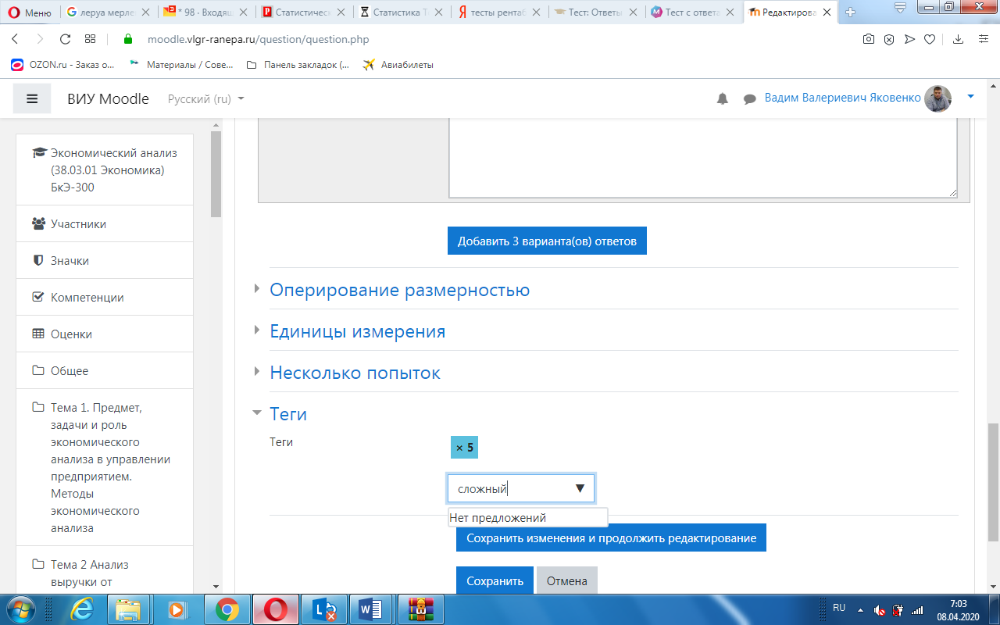 Меню
леруа мерле
* 98 · Входящ
Статистичес
Статистика Т
тесты рентаб
Тест: Ответы
Тест с ответа
Редактирова
moodle.vlgr-ranepa.ru/question/question.php
OZON.ru - Заказ о...
Материалы / Сове...
Панель закладок (...
Авиабилеты
ВИУ Moodle
Русский (ru)
Вадим Валериевич Яковенко
Экономический анализ
(38.03.01 Экономика)
БкЭ-300
Участники
Значки
Компетенции
Оценки
Общее
Тема 1. Предмет,
задачи и роль
экономического
анализа в управлении
предприятием.
Методы
экономического
анализа
Тема 2 Анализ
выручки от
Добавить 3 варианта(ов) ответов
Оперирование размерностью
Единицы измерения
Несколько попыток
Теги
Теги
× 5
сложный
Нет предложений
Сохранить изменения и продолжить редактирование
Сохранить
Отмена
RU
7:03
08.04.2020